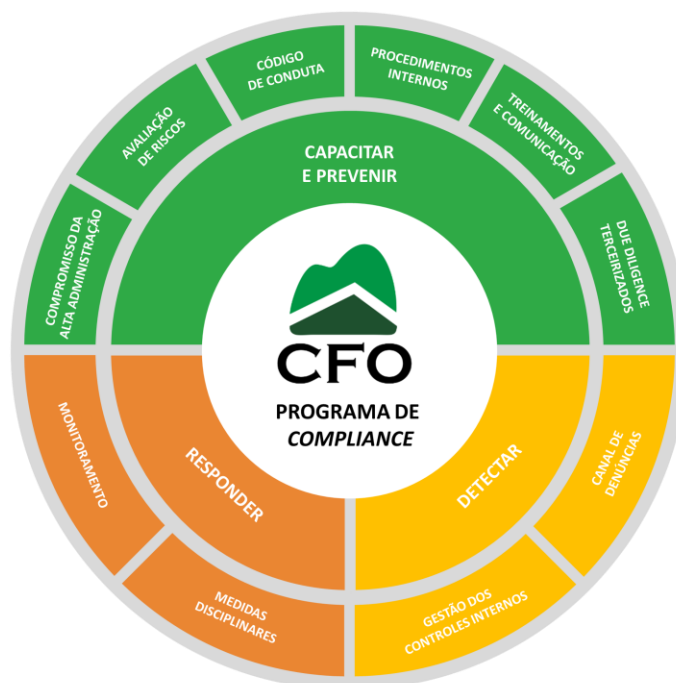 COMPROMISSO DA
ALTA ADMINISTRAÇÃO
AVALIAÇÃO
DE RISCOS
CÓDIGO
DE CONDUTA
PROCEDIMENTOS
INTERNOS
TREINAMENTOS
E COMUNICAÇÃO
DUE DILIGENCE
TERCEIRIZADOS
CAPACITAR
E PREVENIR
CFO
PROGRAMA DE
COMPLIANCE
RESPONDER
DETECTAR
MONITORAMENTO
MEDIDAS
DISCIPLINARES
GESTÃO DOS
CONTROLES INTERNOS
CANAL DE
DENÚNCIAS